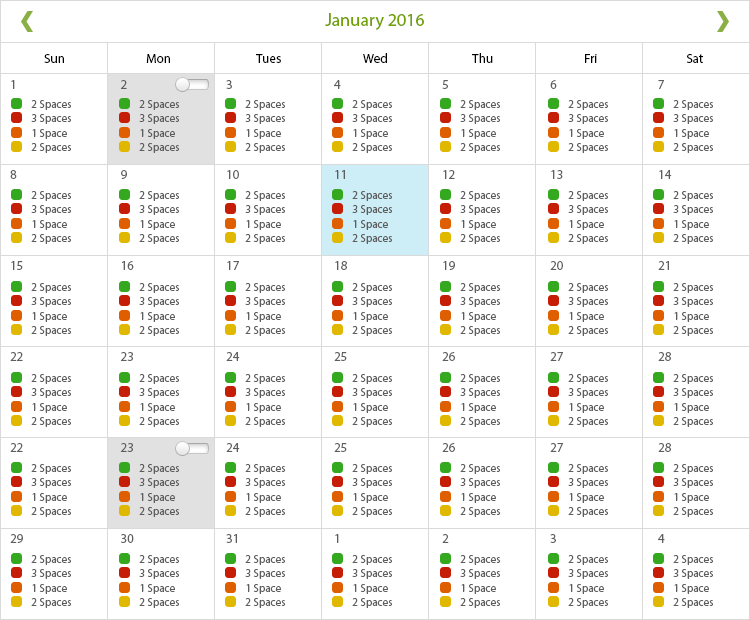 ❮ January 2016 ❯
Sun Mon Tues Wed Thu Fri Sat
1 2 3 4 5 6 7
2 Spaces 2 Spaces 2 Spaces 2 Spaces 2 Spaces 2 Spaces 2 Spaces
3 Spaces 3 Spaces 3 Spaces 3 Spaces 3 Spaces 3 Spaces 3 Spaces
1 Space 1 Space 1 Space 1 Space 1 Space 1 Space 1 Space
2 Spaces 2 Spaces 2 Spaces 2 Spaces 2 Spaces 2 Spaces 2 Spaces
8 9 10 11 12 13 14
2 Spaces 2 Spaces 2 Spaces 2 Spaces 2 Spaces 2 Spaces 2 Spaces
3 Spaces 3 Spaces 3 Spaces 3 Spaces 3 Spaces 3 Spaces 3 Spaces
1 Space 1 Space 1 Space 1 Space 1 Space 1 Space 1 Space
2 Spaces 2 Spaces 2 Spaces 2 Spaces 2 Spaces 2 Spaces 2 Spaces
15 16 17 18 19 20 21
2 Spaces 2 Spaces 2 Spaces 2 Spaces 2 Spaces 2 Spaces 2 Spaces
3 Spaces 3 Spaces 3 Spaces 3 Spaces 3 Spaces 3 Spaces 3 Spaces
1 Space 1 Space 1 Space 1 Space 1 Space 1 Space 1 Space
2 Spaces 2 Spaces 2 Spaces 2 Spaces 2 Spaces 2 Spaces 2 Spaces
22 23 24 25 26 27 28
2 Spaces 2 Spaces 2 Spaces 2 Spaces 2 Spaces 2 Spaces 2 Spaces
3 Spaces 3 Spaces 3 Spaces 3 Spaces 3 Spaces 3 Spaces 3 Spaces
1 Space 1 Space 1 Space 1 Space 1 Space 1 Space 1 Space
2 Spaces 2 Spaces 2 Spaces 2 Spaces 2 Spaces 2 Spaces 2 Spaces
22 23 24 25 26 27 28
2 Spaces 2 Spaces 2 Spaces 2 Spaces 2 Spaces 2 Spaces 2 Spaces
3 Spaces 3 Spaces 3 Spaces 3 Spaces 3 Spaces 3 Spaces 3 Spaces
1 Space 1 Space 1 Space 1 Space 1 Space 1 Space 1 Space
2 Spaces 2 Spaces 2 Spaces 2 Spaces 2 Spaces 2 Spaces 2 Spaces
29 30 31 1 2 3 4
2 Spaces 2 Spaces 2 Spaces 2 Spaces 2 Spaces 2 Spaces 2 Spaces
3 Spaces 3 Spaces 3 Spaces 3 Spaces 3 Spaces 3 Spaces 3 Spaces
1 Space 1 Space 1 Space 1 Space 1 Space 1 Space 1 Space
2 Spaces 2 Spaces 2 Spaces 2 Spaces 2 Spaces 2 Spaces 2 Spaces